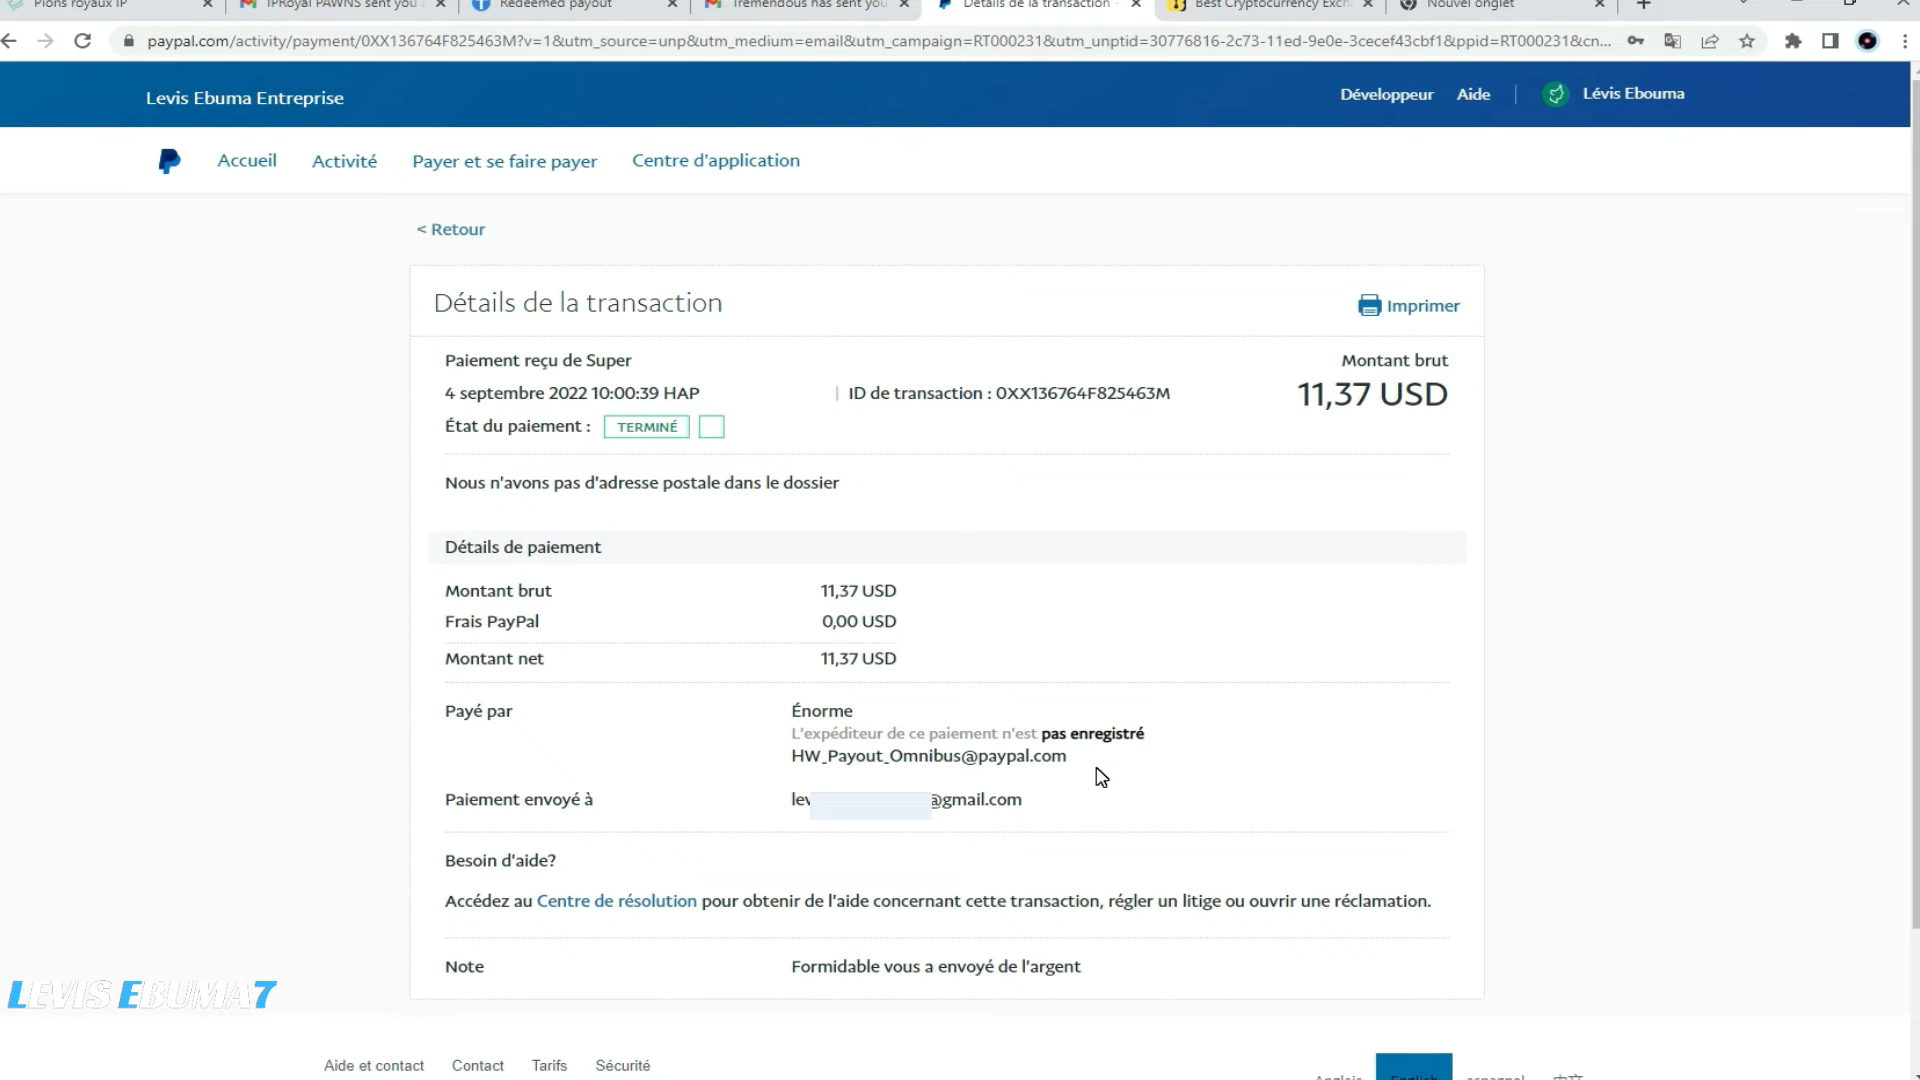 Pions royaux IP
IPRoyal PAWNS sent you
Redeemed payout
Tremendous has sent you
Détails de la transaction -
Best Cryptocurrency Exch
Nouvel onglet
paypal.com/activity/payment/0XX136764F825463M?v=1&utm_source=unp&utm_medium=email&utm_campaign=RT000231&utm_unptid=30776816-2c73-11ed-9e0e-3cecef43cbf1&ppid=RT000231&cn...
Levis Ebuma Entreprise
Développeur Aide Lévis Ebouma
Accueil Activité Payer et se faire payer Centre d'application
< Retour
Détails de la transaction
Imprimer
Paiement reçu de Super
Montant brut
4 septembre 2022 10:00:39 HAP
ID de transaction : 0XX136764F825463M
11,37 USD
État du paiement : TERMINÉ
Nous n'avons pas d'adresse postale dans le dossier
Détails de paiement
Montant brut 11,37 USD
Frais PayPal 0,00 USD
Montant net 11,37 USD
Payé par Énorme
L'expéditeur de ce paiement n'est pas enregistré
HW_Payout_Omnibus@paypal.com
Paiement envoyé à lev @gmail.com
Besoin d'aide?
Accédez au Centre de résolution pour obtenir de l'aide concernant cette transaction, régler un litige ou ouvrir une réclamation.
Note Formidable vous a envoyé de l'argent
LEVIS EBUMA7
Aide et contact Contact Tarifs Sécurité
Anglais English espagnol 中文